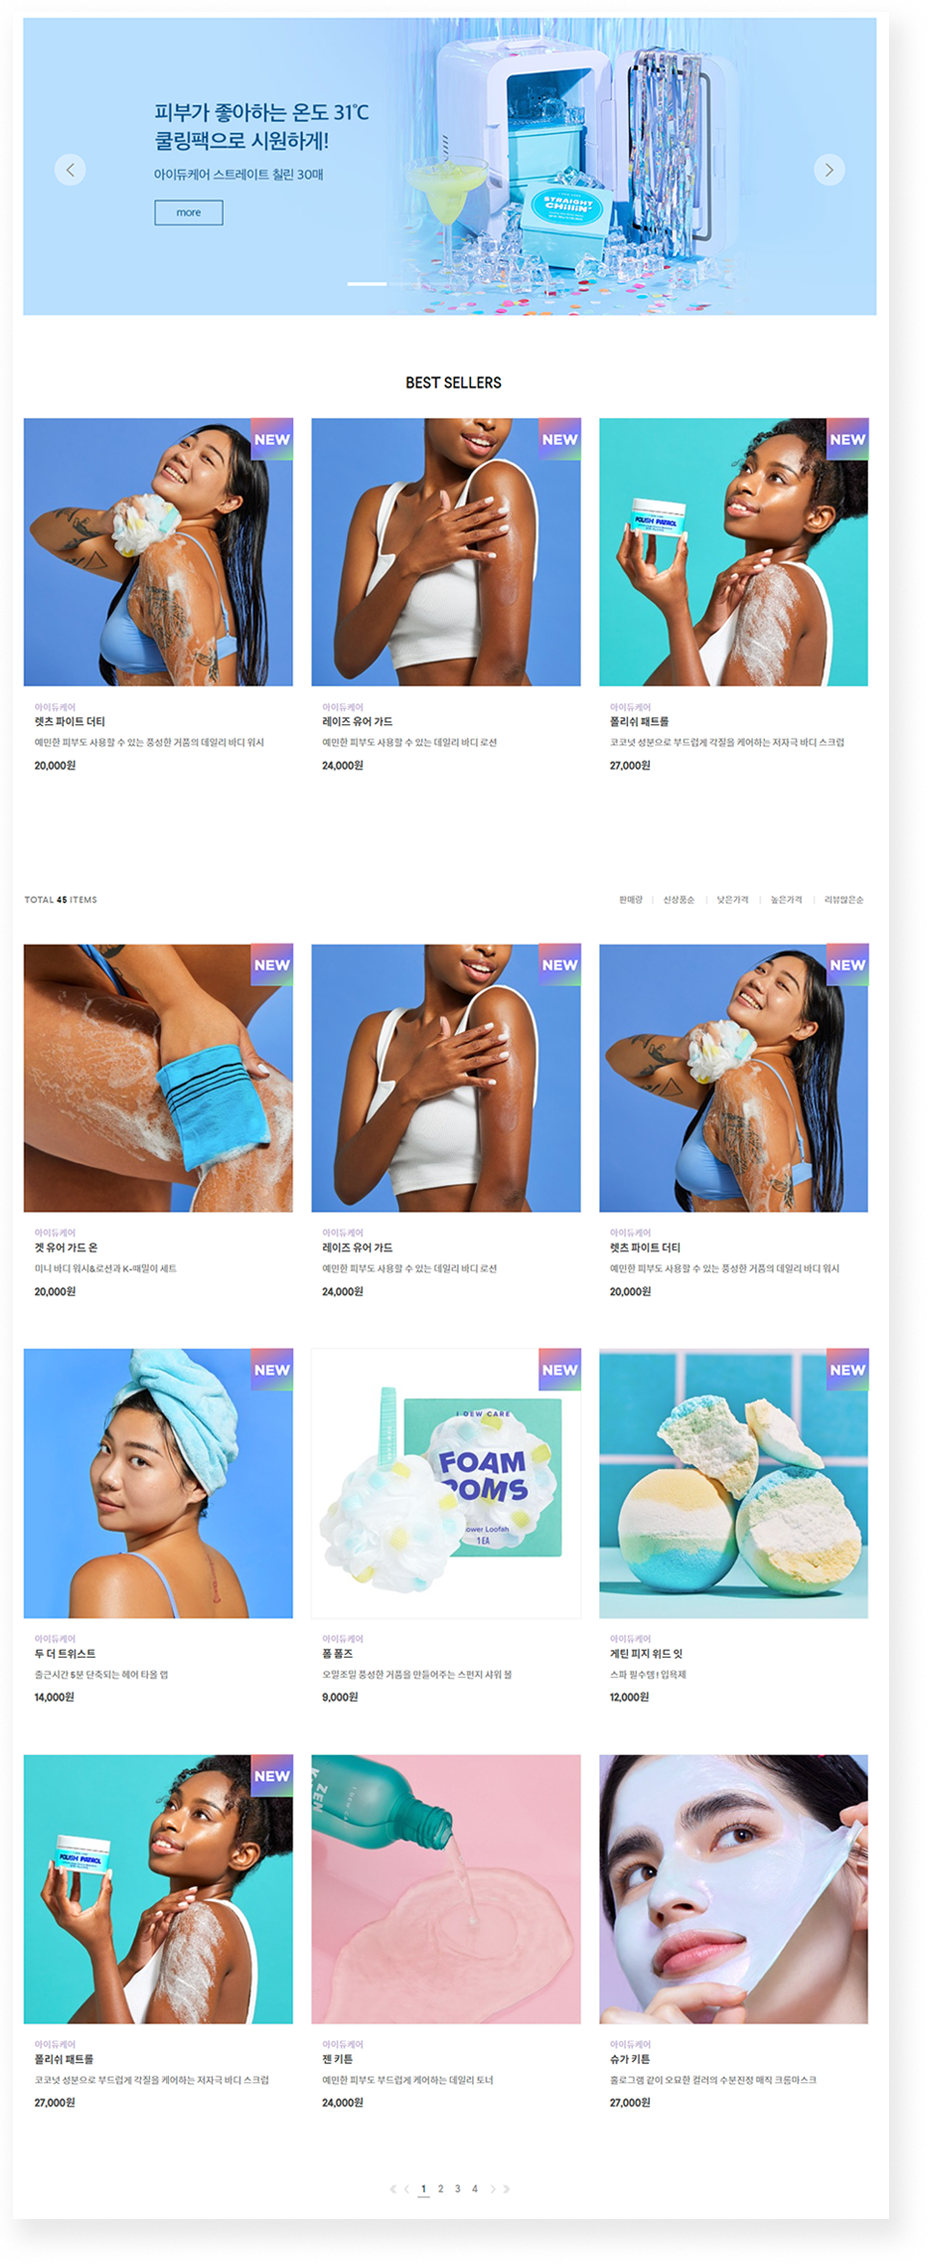 피부가 좋아하는 온도 31℃
쿨링팩으로 시원하게!
아이듀케어 스트레이트 칠린 30매
more
I DEW CARE
STRAIGHT
CHillin'
BEST SELLERS
NEW
NEW
NEW
POLISH PATROL
아이듀케어
렛츠 파이트 더티
예민한 피부도 사용할 수 있는 풍성한 거품의 데일리 바디 워시
20,000원
아이듀케어
레이즈 유어 가드
예민한 피부도 사용할 수 있는 데일리 바디 로션
24,000원
아이듀케어
폴리쉬 패트롤
코코넛 성분으로 부드럽게 각질을 케어하는 저자극 바디 스크럽
27,000원
TOTAL 45 ITEMS
판매량 | 신상품순 | 낮은가격 | 높은가격 | 리뷰많은순
NEW
NEW
NEW
아이듀케어
겟 유어 가드 온
미니 바디 워시&로션과 K-때밀이 세트
20,000원
아이듀케어
레이즈 유어 가드
예민한 피부도 사용할 수 있는 데일리 바디 로션
24,000원
아이듀케어
렛츠 파이트 더티
예민한 피부도 사용할 수 있는 풍성한 거품의 데일리 바디 워시
20,000원
NEW
NEW
NEW
I DEW CARE
FOAM
POMS
ower Loofah
1 EA
아이듀케어
두 더 트위스트
출근시간 5분 단축되는 헤어 타올 랩
14,000원
아이듀케어
폼 폼즈
오밀조밀 풍성한 거품을 만들어주는 스펀지 샤워 볼
9,000원
아이듀케어
게틴 피지 위드 잇
스파 필수템! 입욕제
12,000원
NEW
POLISH PATROL
K ZEN
아이듀케어
폴리쉬 패트롤
코코넛 성분으로 부드럽게 각질을 케어하는 저자극 바디 스크럽
27,000원
아이듀케어
젠 키튼
예민한 피부도 부드럽게 케어하는 데일리 토너
24,000원
아이듀케어
슈가 키튼
홀로그램 같이 오묘한 컬러의 수분진정 매직 크롬마스크
27,000원
1 2 3 4